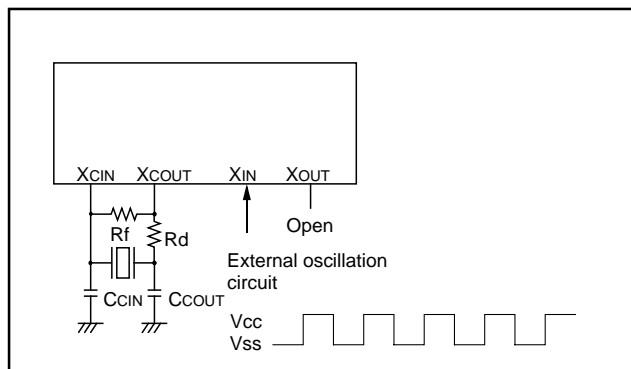 XCIN XCOUT XIN XOUT
Rf
Rd
Open
External oscillation
circuit
CCIN CCOUT
Vcc
Vss